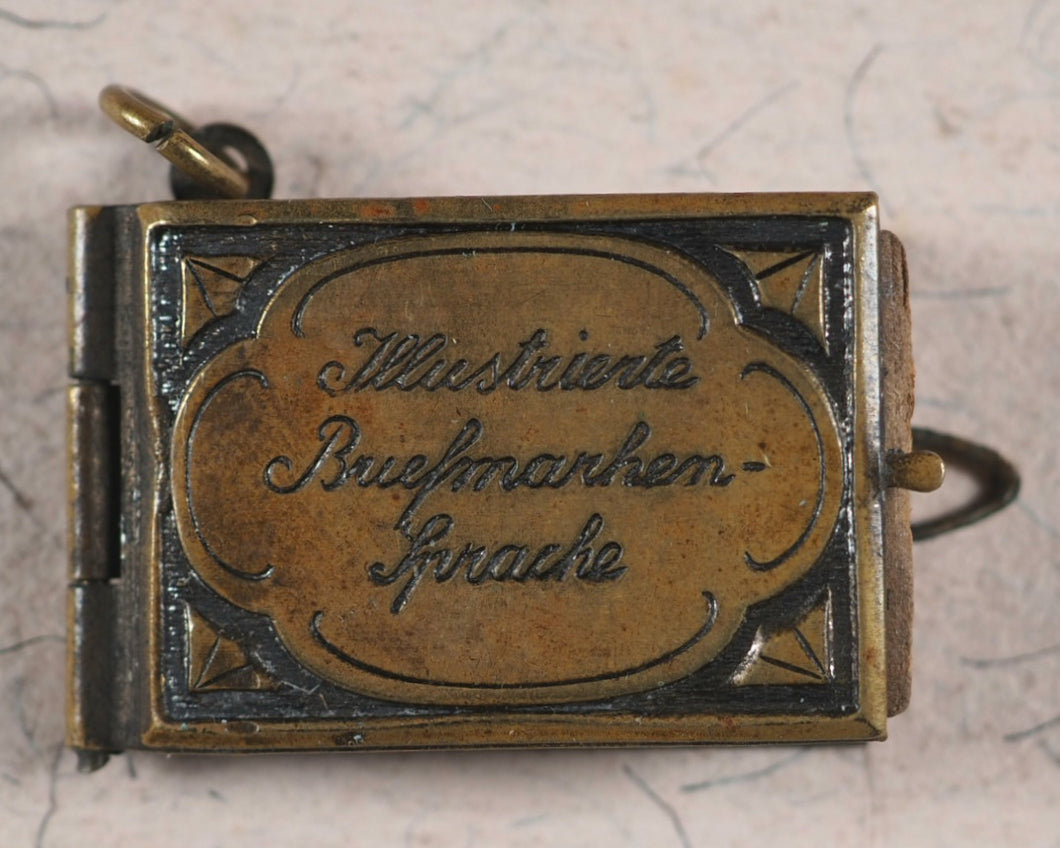 Illustrierte
Briefmarken-
Sprache